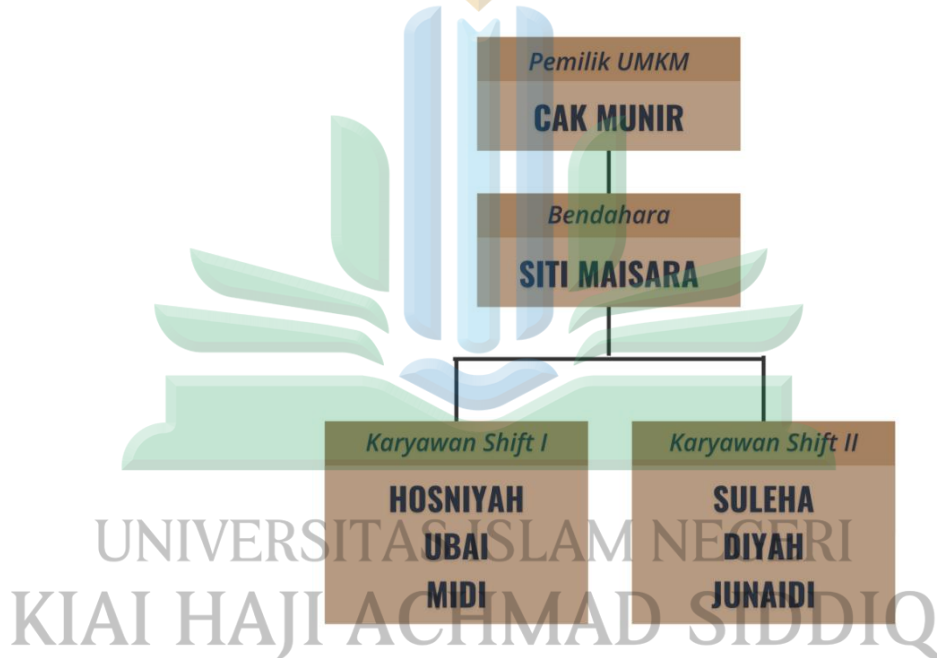 Pemilik UMKM
CAK MUNIR
Bendahara
SITI MAISARA
Karyawan Shift I
HOSNIYAH
UBAI
MIDI
Karyawan Shift II
SULEHA
DIYAH
JUNAIDI
UNIVERSITAS ISLAM NEGERI
KIAI HAJI ACHMAD SIDDIQ